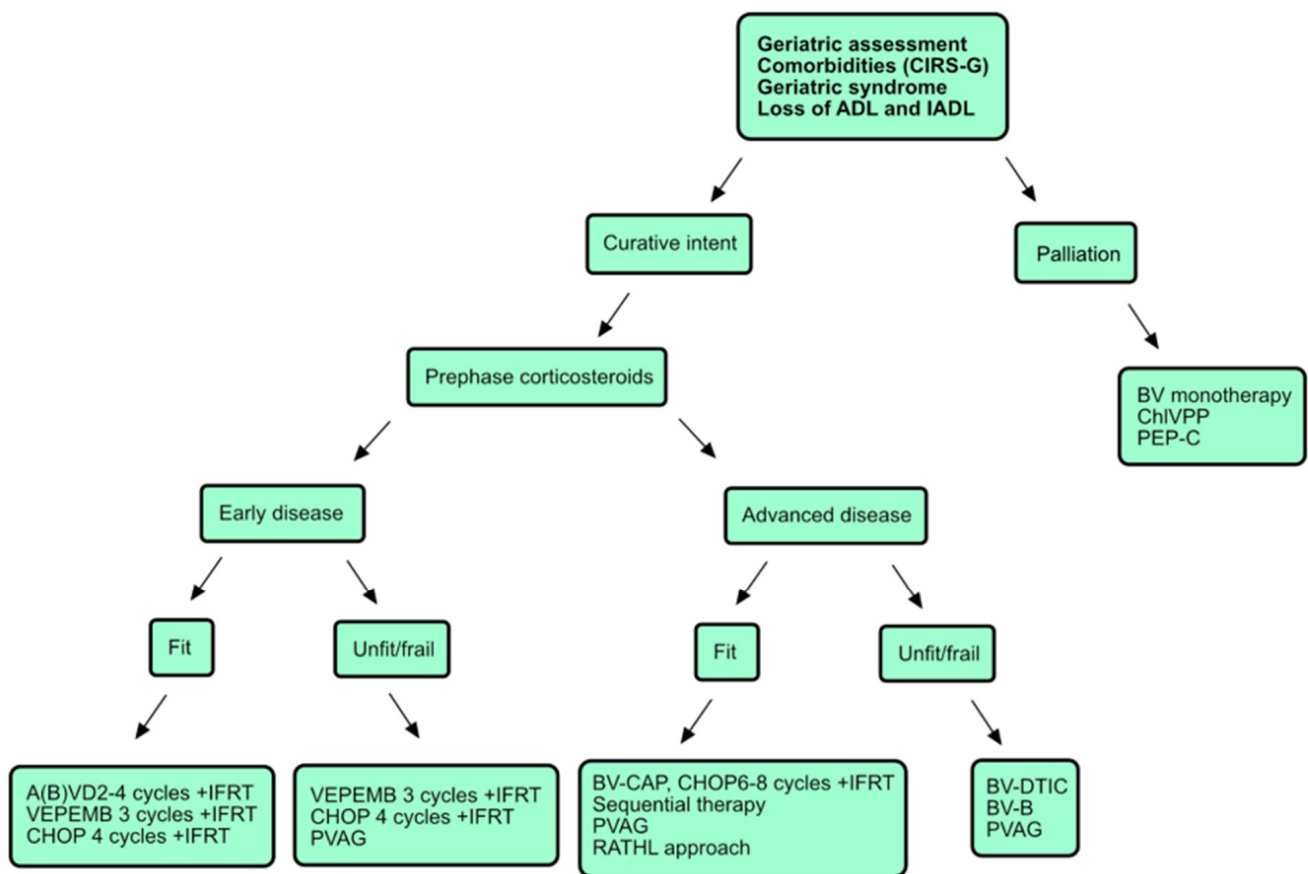 Geriatric assessment
Comorbidities (CIRS-G)
Geriatric syndrome
Loss of ADL and IADL
Curative intent
Palliation
Prephase corticosteroids
BV monotherapy
ChlVPP
PEP-C
Early disease
Advanced disease
Fit
Unfit/frail
Fit
Unfit/frail
A(B)VD2-4 cycles +IFRT
VEPEMB 3 cycles +IFRT
CHOP 4 cycles +IFRT
VEPEMB 3 cycles +IFRT
CHOP 4 cycles +IFRT
PVAG
BV-CAP, CHOP6-8 cycles +IFRT
Sequential therapy
PVAG
RATHL approach
BV-DTIC
BV-B
PVAG